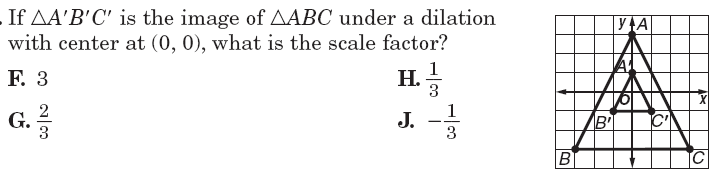 . If △A′B′C′ is the image of △ABC under a dilation
with center at (0, 0), what is the scale factor?
F. 3
H. 1/3
G. 2/3
J. −1/3
y A
A′
O x
B′ C′
B C